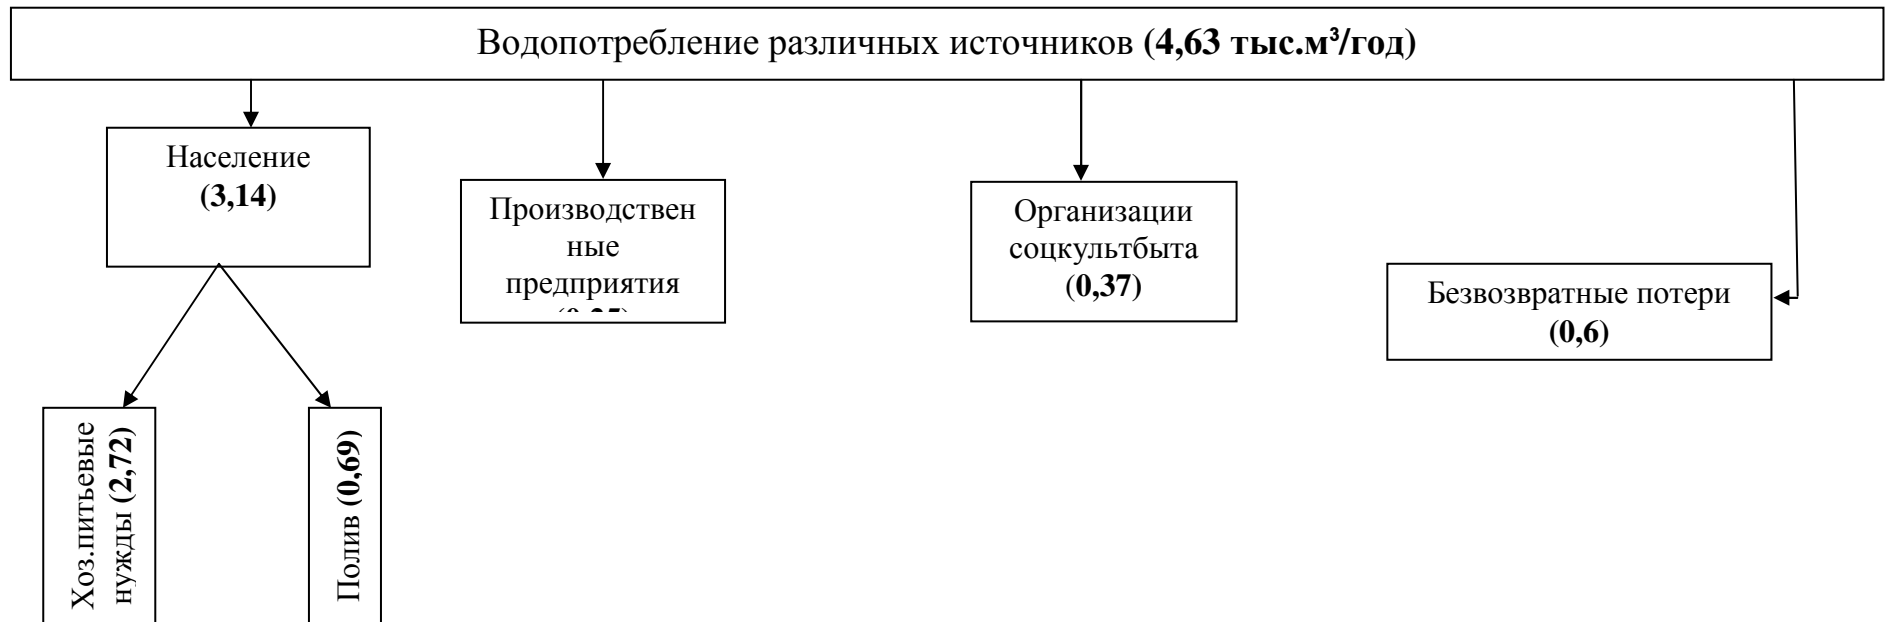 Водопотребление различных источников (4,63 тыс.м³/год)
Население
(3,14)
Производствен
ные
предприятия
Организации
соцкультбыта
(0,37)
Безвозвратные потери
(0,6)
Хоз.питьевые
нужды (2,72)
Полив (0,69)